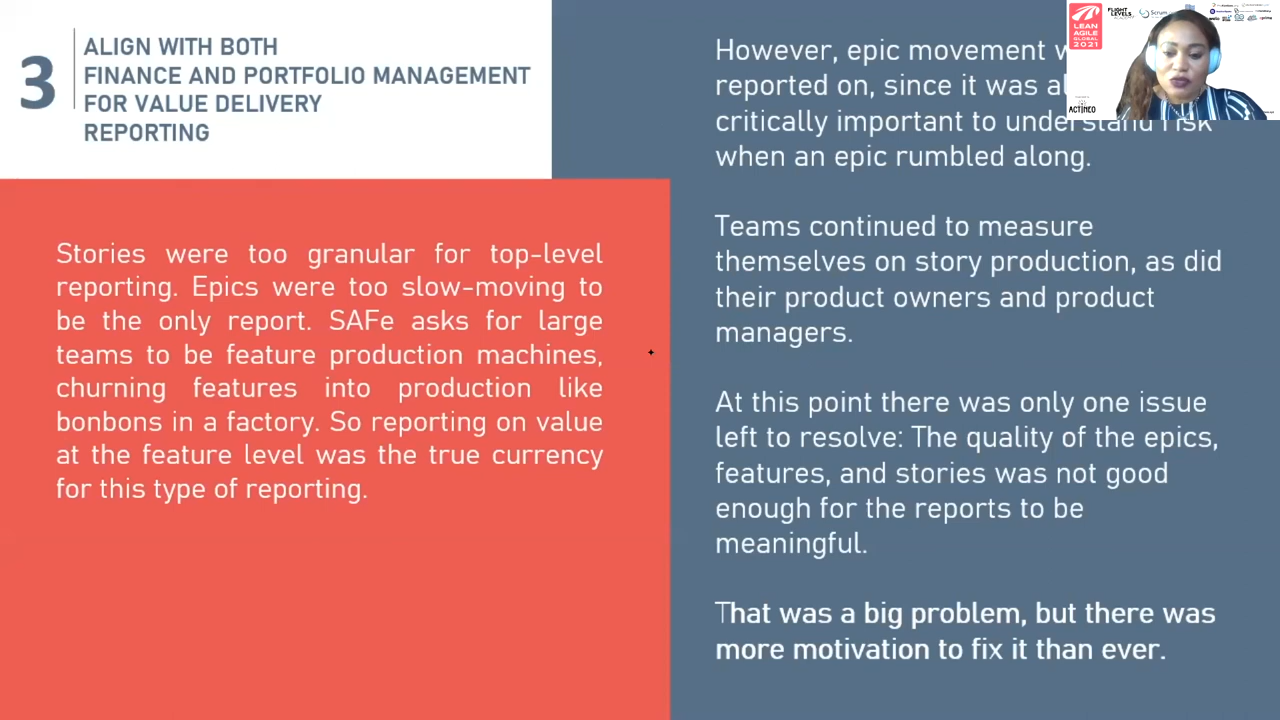 3
ALIGN WITH BOTH
FINANCE AND PORTFOLIO MANAGEMENT
FOR VALUE DELIVERY
REPORTING
Stories were too granular for top-level
reporting. Epics were too slow-moving to
be the only report. SAFe asks for large
teams to be feature production machines,
churning features into production like
bonbons in a factory. So reporting on value
at the feature level was the true currency
for this type of reporting.
However, epic movement
reported on, since it was
critically important to understand risk
when an epic rumbled along.
Teams continued to measure
themselves on story production, as did
their product owners and product
managers.
At this point there was only one issue
left to resolve: The quality of the epics,
features, and stories was not good
enough for the reports to be
meaningful.
That was a big problem, but there was
more motivation to fix it than ever.
LEAN
AGILE
GLOBAL
2021
FLIGHT
LEVELS
ACADEMY
Scrum
ACTINEO